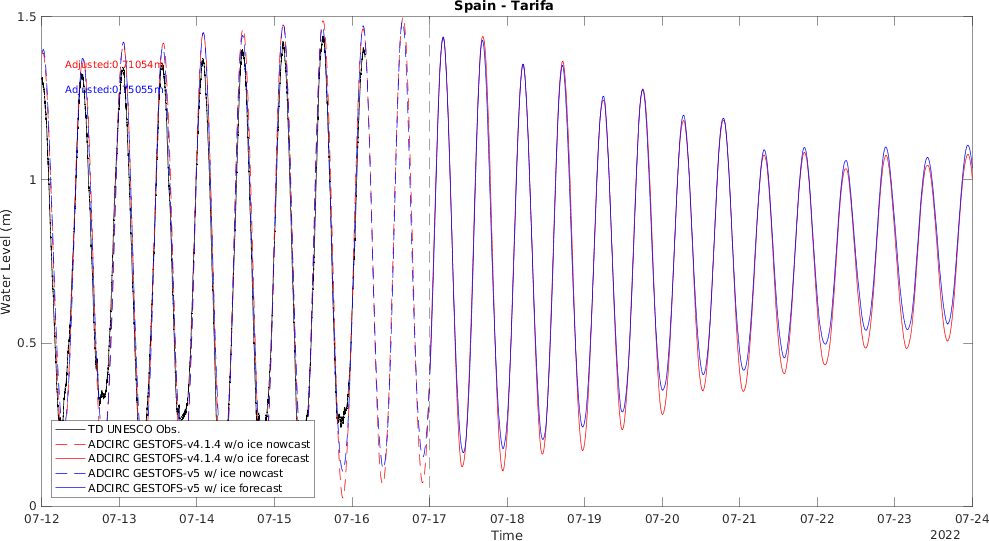 Spain - Tarifa
1.5
1
0.5
0
Water Level (m)
Adjusted:0.71054m
Adjusted:0.75055m
TD UNESCO Obs.
ADCIRC GESTOFS-v4.1.4 w/o ice nowcast
ADCIRC GESTOFS-v4.1.4 w/o ice forecast
ADCIRC GESTOFS-v5 w/ ice nowcast
ADCIRC GESTOFS-v5 w/ ice forecast
07-12 07-13 07-14 07-15 07-16 07-17 07-18 07-19 07-20 07-21 07-22 07-23 07-24
Time
2022